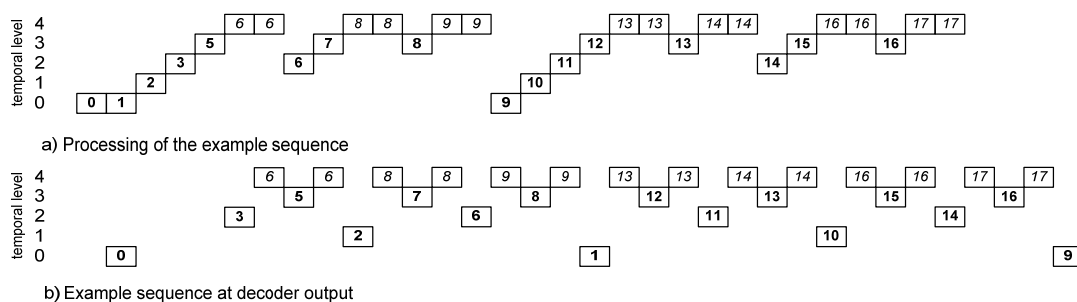 temporal level
4 6 6 8 8 9 9 13 13 14 14 16 16 17 17
3 5 7 8 12 13 15 16
2 3 6 11 14
1 2 10
0 0 1 9
a) Processing of the example sequence
temporal level
4 6 6 8 8 9 9 13 13 14 14 16 16 17 17
3 5 7 8 12 13 15 16
2 3 6 11 14
1 2 10
0 0 1 9
b) Example sequence at decoder output